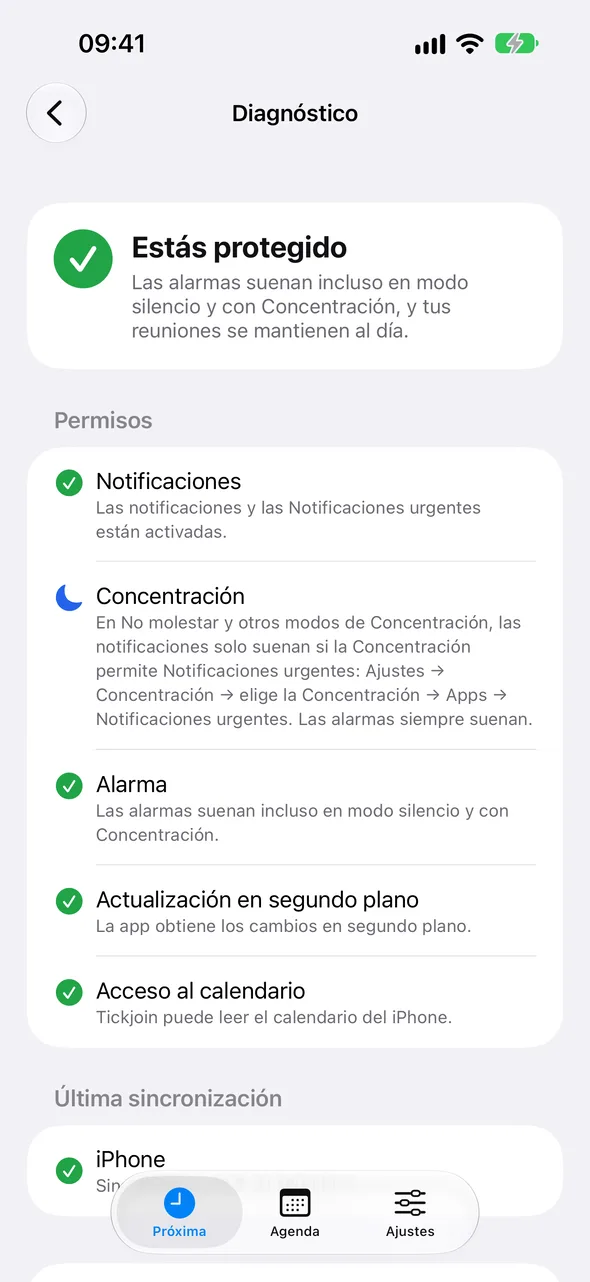 09:41
Diagnóstico
Estás protegido
Las alarmas suenan incluso en modo
silencio y con Concentración, y tus
reuniones se mantienen al día.
Permisos
Notificaciones
Las notificaciones y las Notificaciones urgentes
están activadas.
Concentración
En No molestar y otros modos de Concentración, las
notificaciones solo suenan si la Concentración
permite Notificaciones urgentes: Ajustes →
Concentración → elige la Concentración → Apps →
Notificaciones urgentes. Las alarmas siempre suenan.
Alarma
Las alarmas suenan incluso en modo silencio y con
Concentración.
Actualización en segundo plano
La app obtiene los cambios en segundo plano.
Acceso al calendario
Tickjoin puede leer el calendario del iPhone.
Última sincronización
iPhone
Próxima
Agenda
Ajustes